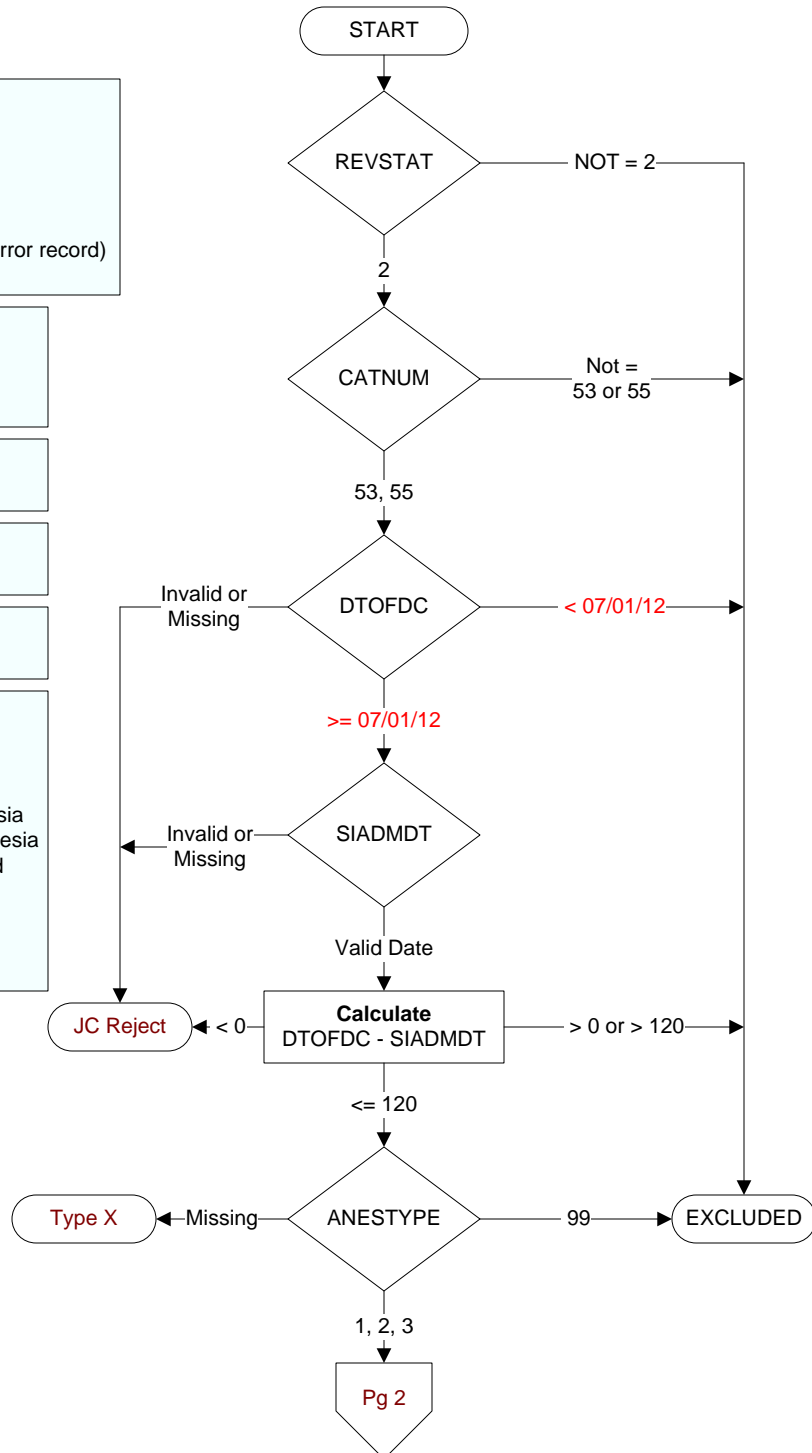 START
REVSTAT
NOT = 2
rror record)
2
CATNUM
Not =
53 or 55
53, 55
Invalid or
Missing
DTOFDC
< 07/01/12
>= 07/01/12
sia
esia
d
Invalid or
Missing
SIADMDT
Valid Date
JC Reject
< 0
Calculate
DTOFDC - SIADMDT
> 0 or > 120
<= 120
Type X
Missing
ANESTYPE
99
EXCLUDED
1, 2, 3
Pg 2